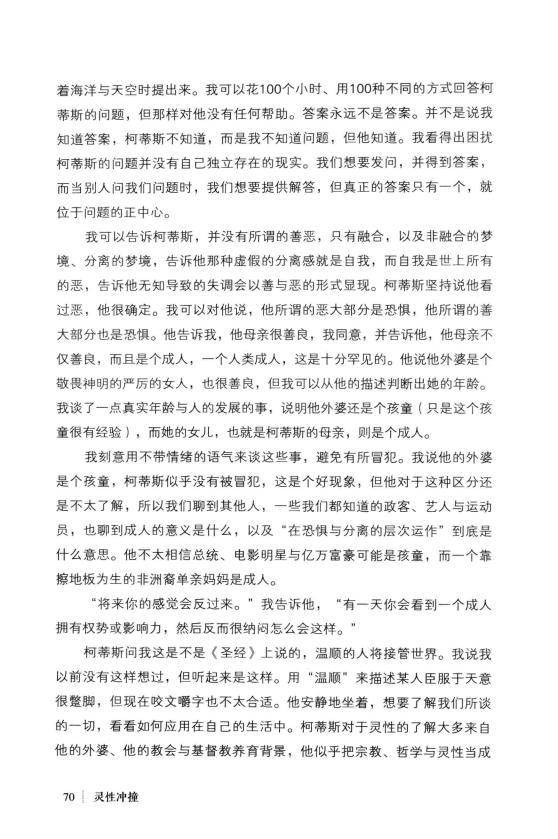 着海洋与天空时提出来。我可以花100个小时、用100种不同的方式回答柯
蒂斯的问题，但那样对他没有任何帮助。答案永远不是答案。并不是说我
知道答案，柯蒂斯不知道，而是我不知道问题，但他知道。我看得出困扰
柯蒂斯的问题并没有自己独立存在的现实。我们想要发问，并得到答案，
而当别人问我们问题时，我们想要提供解答，但真正的答案只有一个，就
位于问题的正中心。
我可以告诉柯蒂斯，并没有所谓的善恶，只有融合，以及非融合的梦
境、分离的梦境，告诉他那种虚假的分离感就是自我，而自我是世上所有
的恶，告诉他无知导致的失调会以善与恶的形式显现。柯蒂斯坚持说他看
过恶，他很确定。我可以对他说，他所谓的恶大部分是恐惧，他所谓的善
大部分也是恐惧。他告诉我，他母亲很善良，我同意，并告诉他，他母亲不
仅善良，而且是个成人，一个人类成人，这是十分罕见的。他说他外婆是个
敬畏神明的严厉的女人，也很善良，但我可以从他的描述判断出她的年龄。
我谈了一点真实年龄与人的发展的事，说明他外婆还是个孩童（只是这个孩
童很有经验），而她的女儿，也就是柯蒂斯的母亲，则是个成人。
我刻意用不带情绪的语气来谈这些事，避免有所冒犯。我说他的外婆
是个孩童，柯蒂斯似乎没有被冒犯，这是个好现象，但他对于这种区分还
是不太了解，所以我们聊到其他人，一些我们都知道的政客、艺人与运动
员，也聊到成人的意义是什么，以及“在恐惧与分离的层次运作”到底是
什么意思。他不太相信总统、电影明星与亿万富豪可能是孩童，而一个靠
擦地板为生的非洲裔单亲妈妈是成人。
“将来你的感觉会反过来。”我告诉他，“有一天你会看到一个成人
拥有权势或影响力，然后反而很纳闷怎么会这样。”
柯蒂斯问我这是不是《圣经》上说的，温顺的人将接管世界。我说我
以前没有这样想过，但听起来是这样。用“温顺”来描述某人臣服于天意
很蹩脚，但现在咬文嚼字也不太合适。他安静地坐着，想要了解我们所谈
的一切，看看如何应用在自己的生活中。柯蒂斯对于灵性的了解大多来自
他的外婆、他的教会与基督教养育背景，他似乎把宗教、哲学与灵性当成
70 灵性冲撞